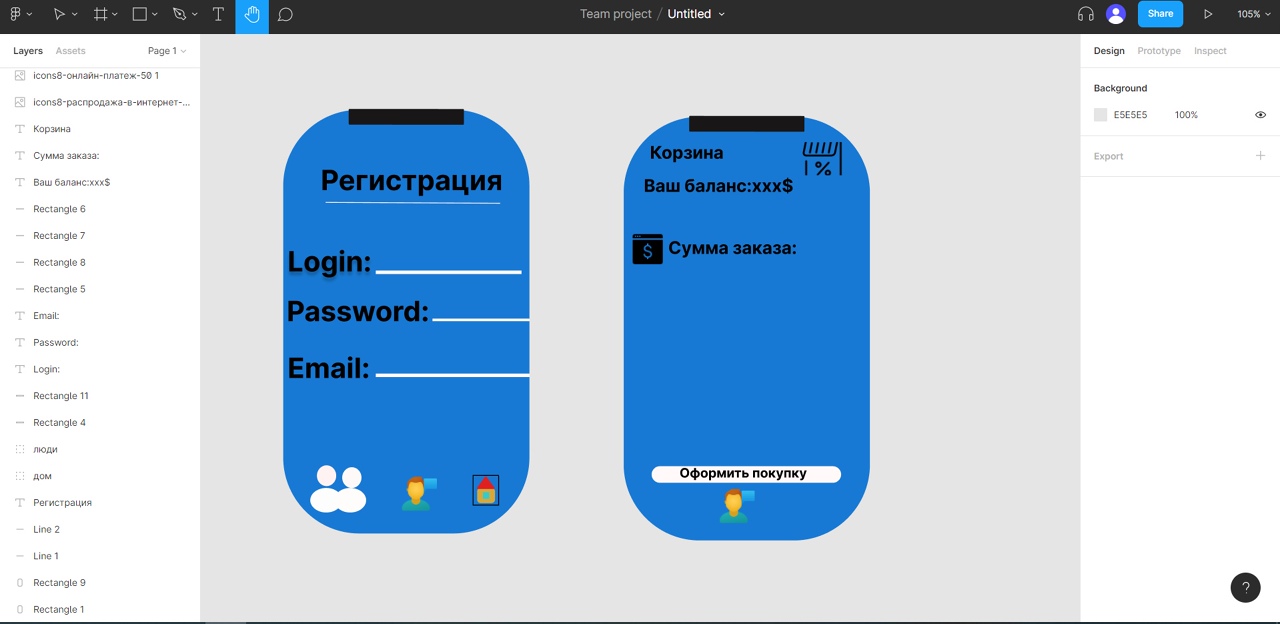 Team project / Untitled
Share
105%
Layers
Assets
Page 1
icons8-онлайн-платеж-50 1
icons8-распродажа-в-интернет-...
Корзина
Сумма заказа:
Ваш баланс:xxx$
Rectangle 6
Rectangle 7
Rectangle 8
Rectangle 5
Email:
Password:
Login:
Rectangle 11
Rectangle 4
люди
дом
Регистрация
Line 2
Line 1
Rectangle 9
Rectangle 1
Регистрация
Login:
Password:
Email:
Корзина
%
Ваш баланс:xxx$
$
Сумма заказа:
Оформить покупку
Design
Prototype
Inspect
Background
E5E5E5
100%
Export
?